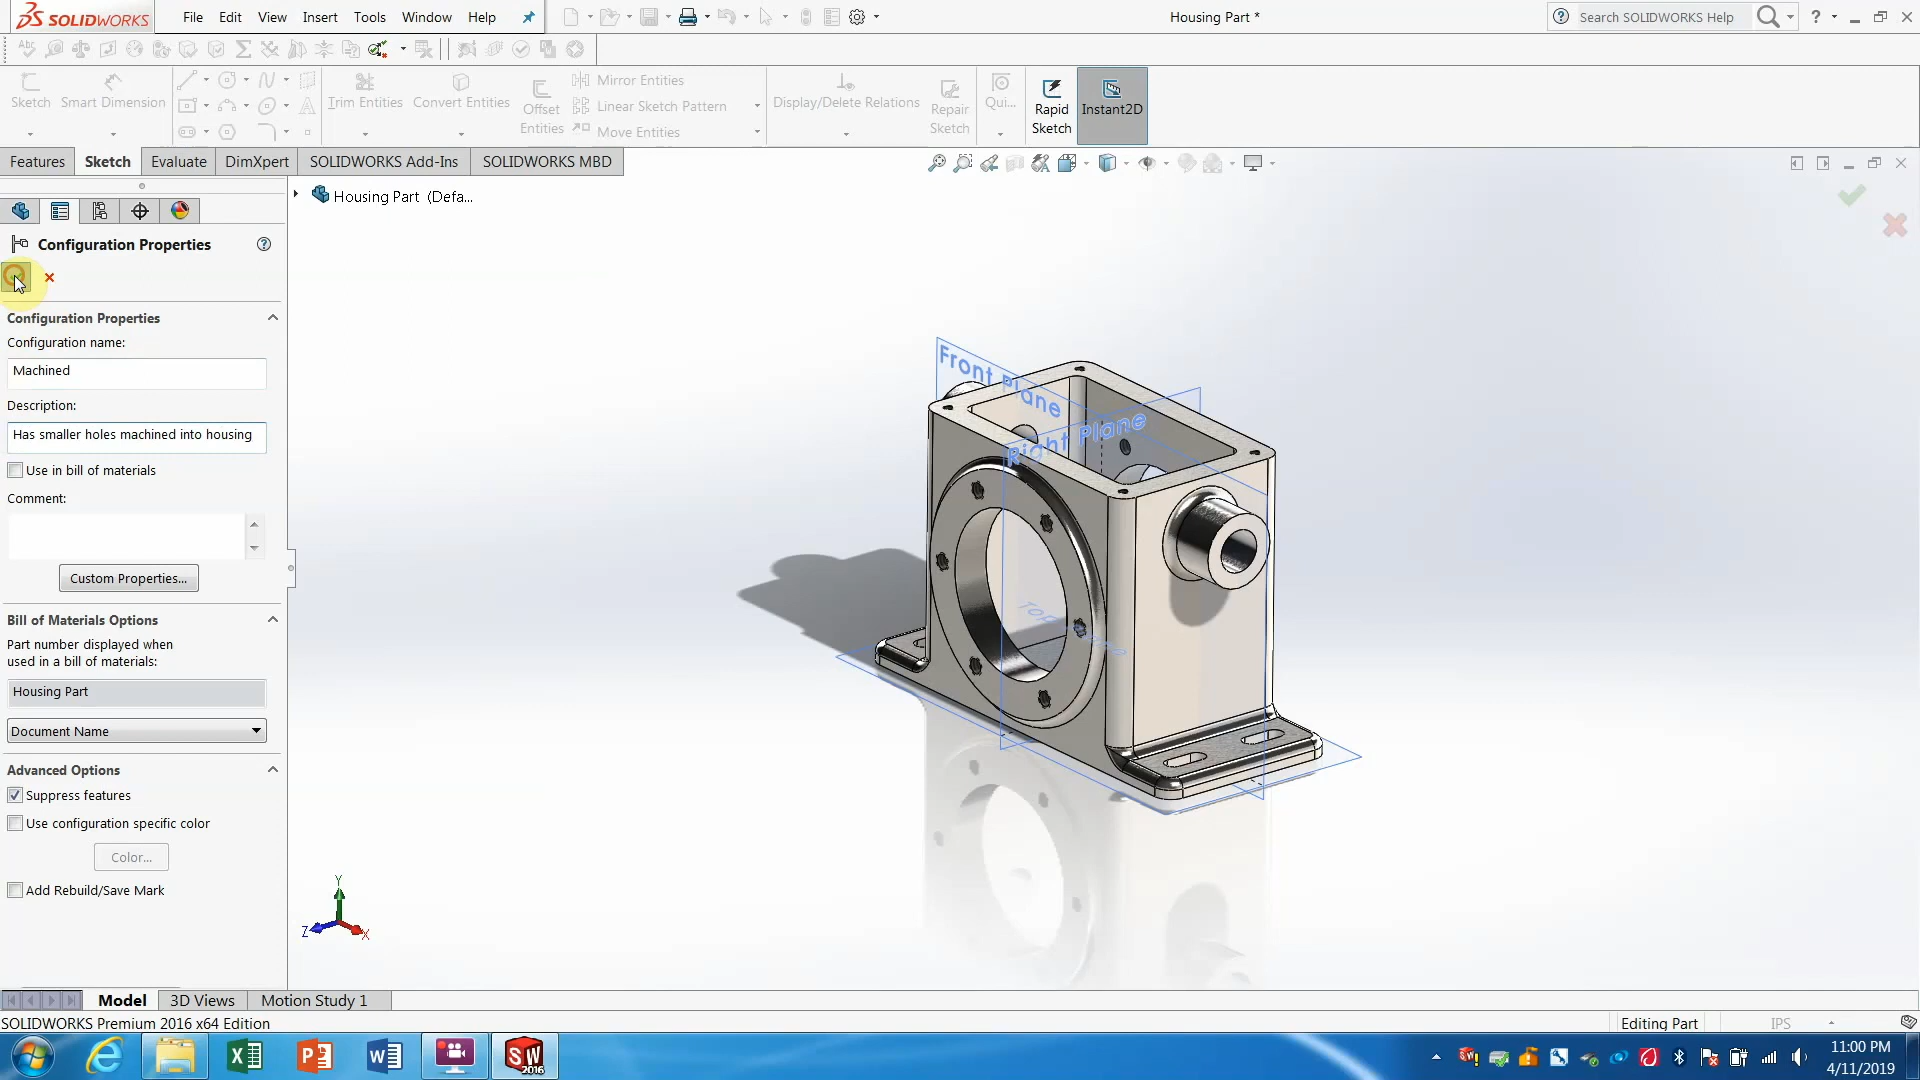 SOLIDWORKS
File Edit View Insert Tools Window Help
Housing Part *
Search SOLIDWORKS Help
Sketch
Smart Dimension
Trim Entities
Convert Entities
Offset Entities
Mirror Entities
Linear Sketch Pattern
Move Entities
Display/Delete Relations
Repair Sketch
Qui...
Rapid Sketch
Instant2D
Features
Sketch
Evaluate
DimXpert
SOLIDWORKS Add-Ins
SOLIDWORKS MBD
Housing Part (Defa...
Configuration Properties
Configuration Properties
Configuration name:
Machined
Description:
Has smaller holes machined into housing
Use in bill of materials
Comment:
Custom Properties...
Bill of Materials Options
Part number displayed when
used in a bill of materials:
Housing Part
Document Name
Advanced Options
Suppress features
Use configuration specific color
Color...
Add Rebuild/Save Mark
Front Plane
Right Plane
Top Plane
Y
Z
X
Model
3D Views
Motion Study 1
SOLIDWORKS Premium 2016 x64 Edition
Editing Part
IPS
SW
2016
11:00 PM
4/11/2019